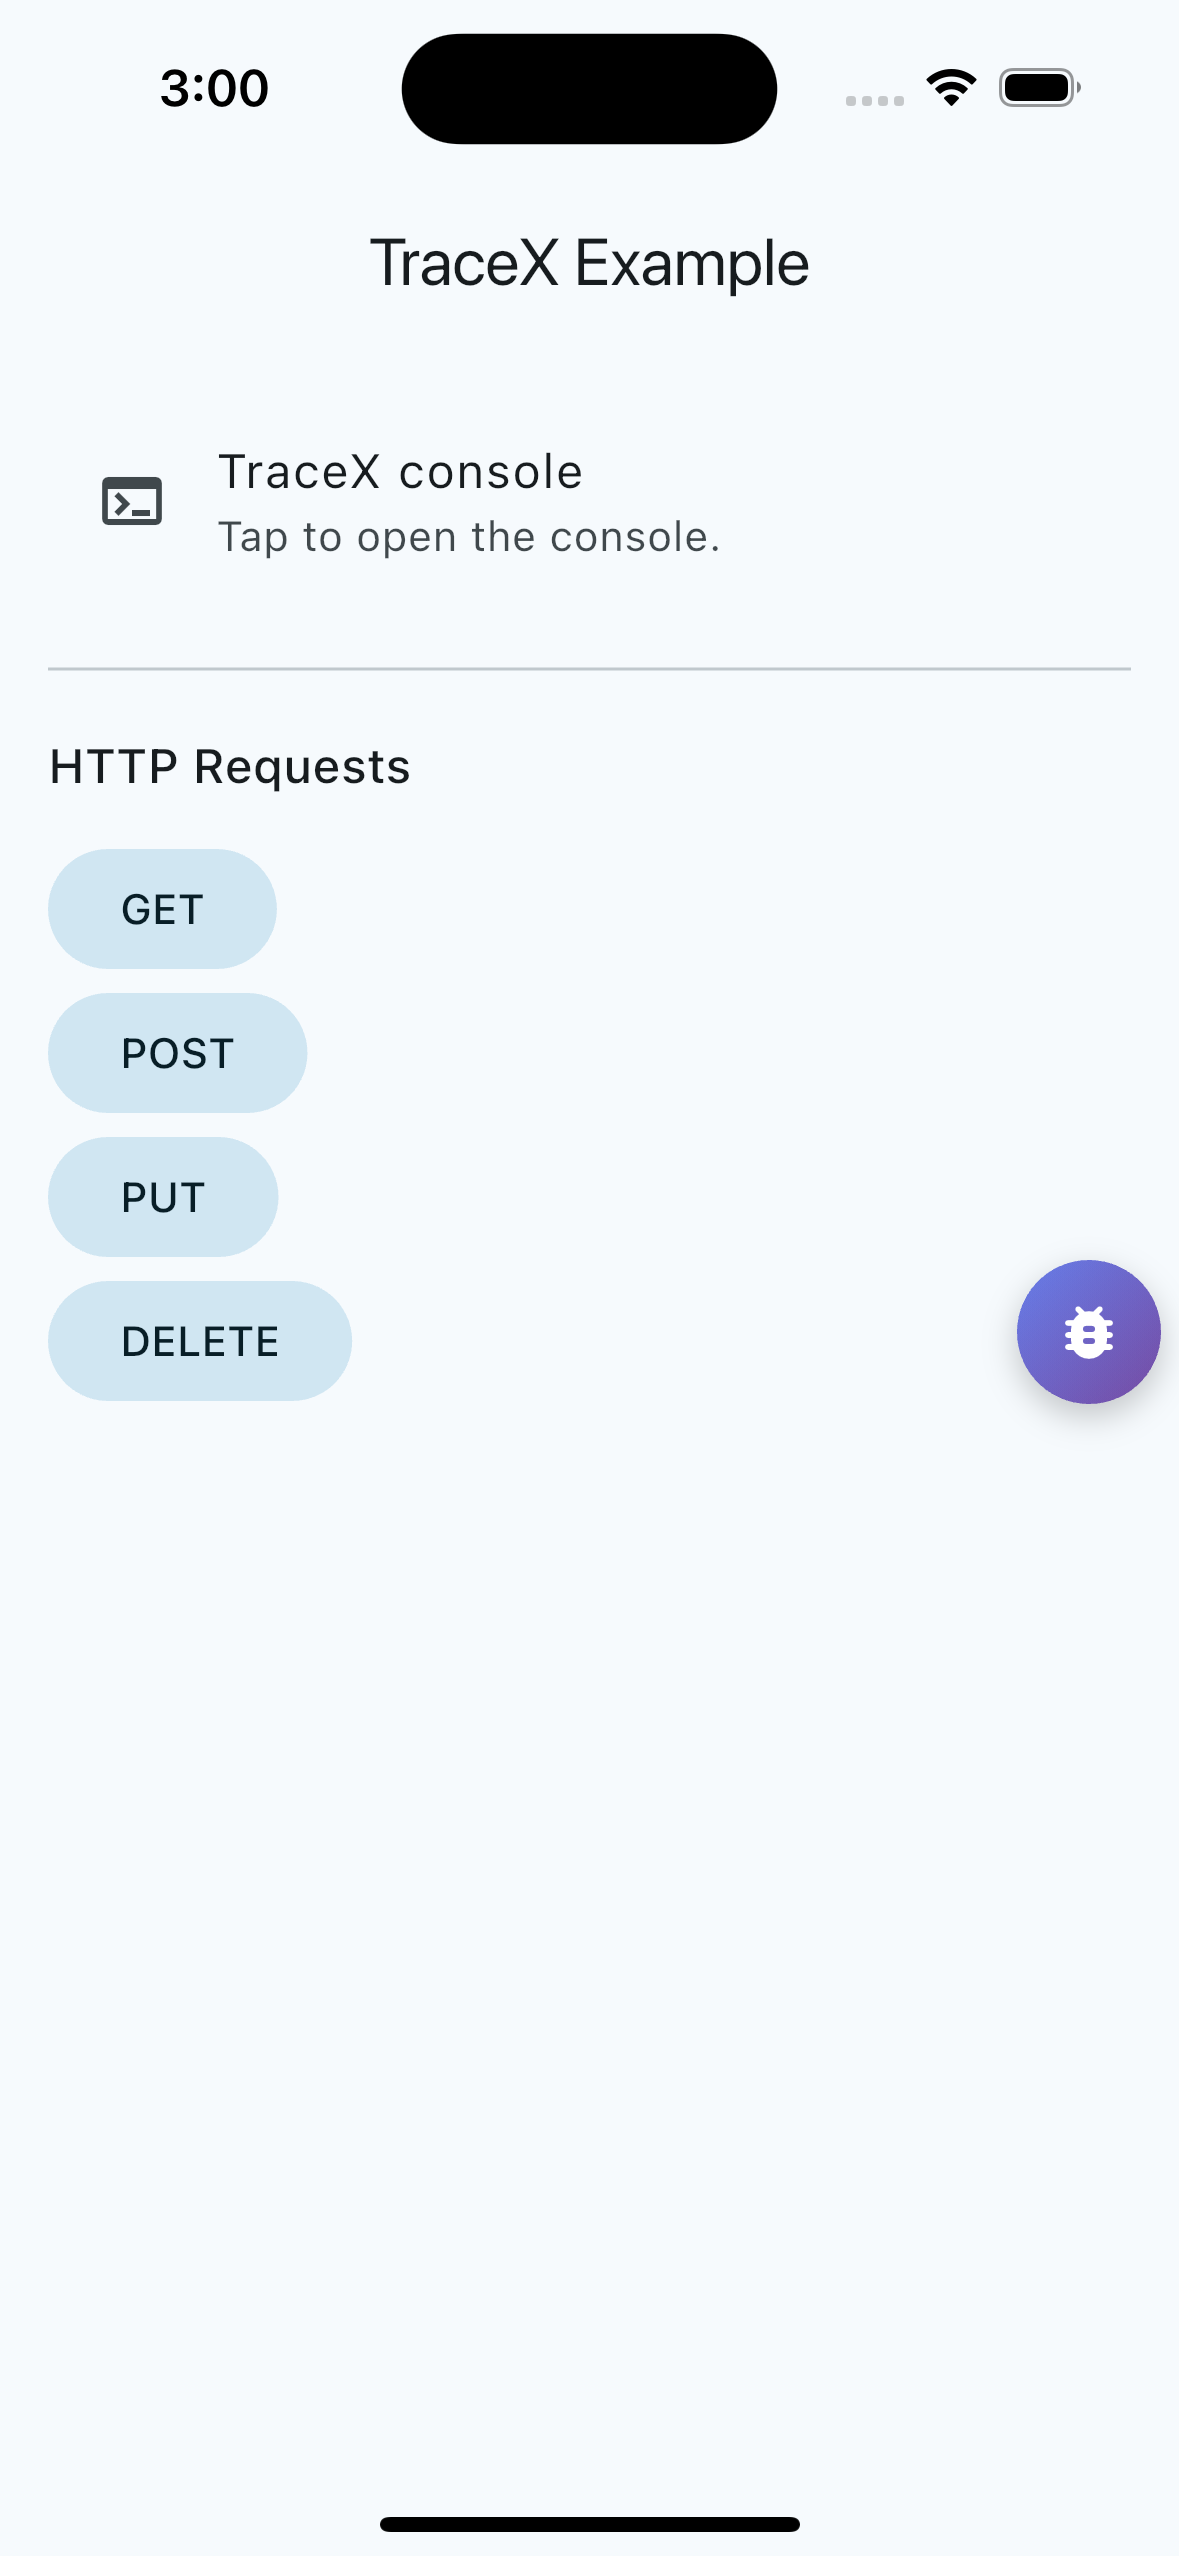 3:00
TraceX Example
TraceX console
Tap to open the console.
HTTP Requests
GET
POST
PUT
DELETE